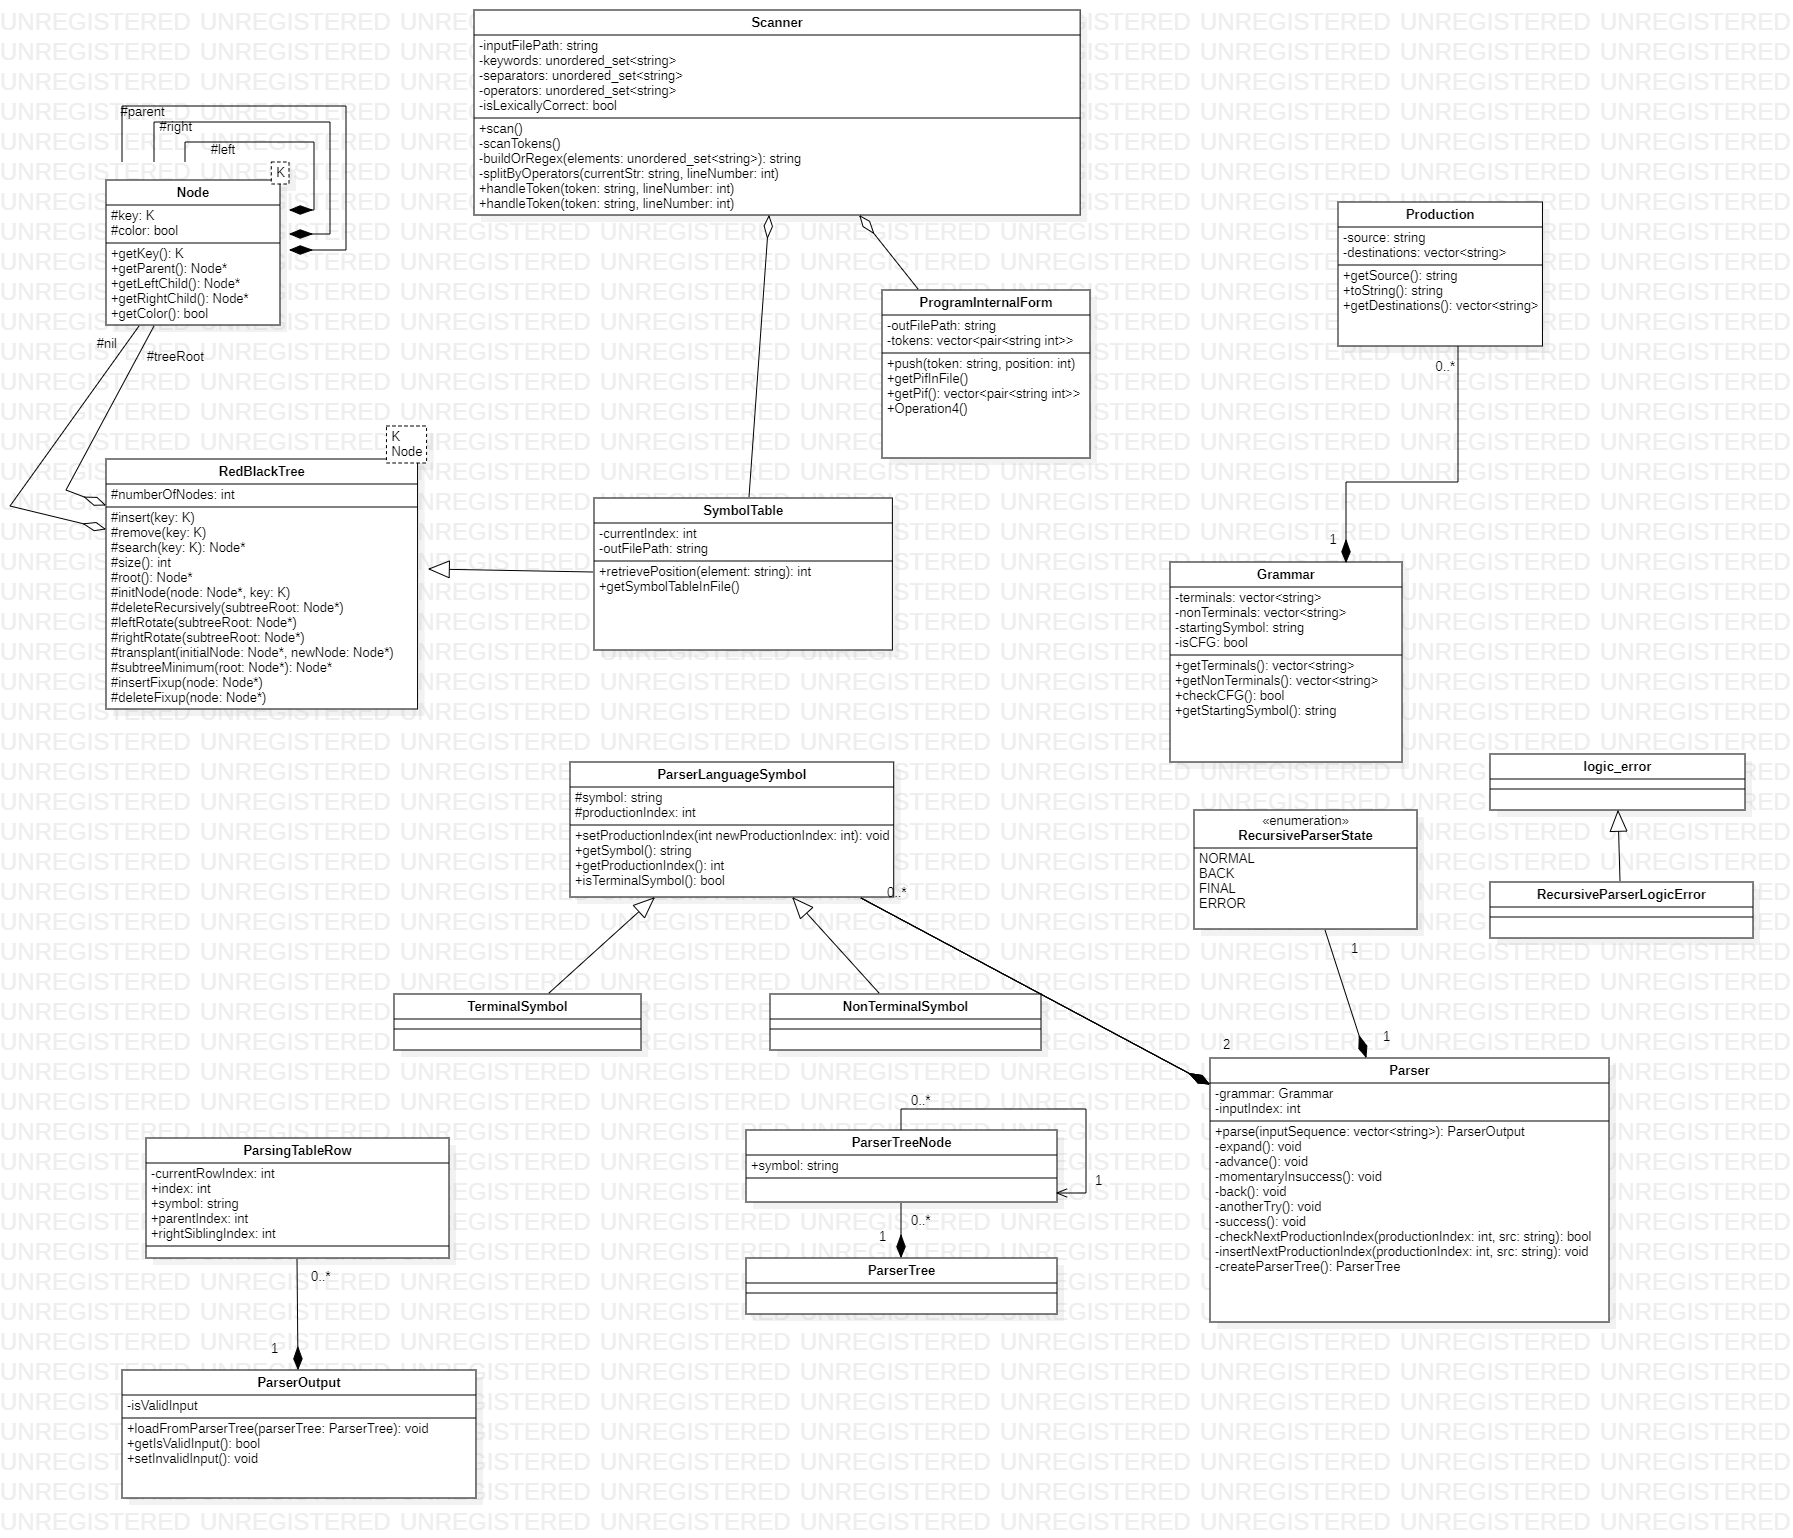 Scanner
-inputFilePath: string
-keywords: unordered_set<string>
-separators: unordered_set<string>
-operators: unordered_set<string>
-isLexicallyCorrect: bool
+scan()
-scanTokens()
-buildOrRegex(elements: unordered_set<string>): string
-splitByOperators(currentStr: string, lineNumber: int)
+handleToken(token: string, lineNumber: int)
+handleToken(token: string, lineNumber: int)
#parent
#right
#left
K
Node
#key: K
#color: bool
+getKey(): K
+getParent(): Node*
+getLeftChild(): Node*
+getRightChild(): Node*
+getColor(): bool
#nil
#treeRoot
ProgramInternalForm
-outFilePath: string
-tokens: vector<pair<string int>>
+push(token: string, position: int)
+getPifInFile()
+getPif(): vector<pair<string int>>
+Operation4()
Production
-source: string
-destinations: vector<string>
+getSource(): string
+toString(): string
+getDestinations(): vector<string>
0..*
1
K
Node
RedBlackTree
#numberOfNodes: int
#insert(key: K)
#remove(key: K)
#search(key: K): Node*
#size(): int
#root(): Node*
#initNode(node: Node*, key: K)
#deleteRecursively(subtreeRoot: Node*)
#leftRotate(subtreeRoot: Node*)
#rightRotate(subtreeRoot: Node*)
#transplant(initialNode: Node*, newNode: Node*)
#subtreeMinimum(root: Node*): Node*
#insertFixup(node: Node*)
#deleteFixup(node: Node*)
SymbolTable
-currentIndex: int
-outFilePath: string
+retrievePosition(element: string): int
+getSymbolTableInFile()
Grammar
-terminals: vector<string>
-nonTerminals: vector<string>
-startingSymbol: string
-isCFG: bool
+getTerminals(): vector<string>
+getNonTerminals(): vector<string>
+checkCFG(): bool
+getStartingSymbol(): string
ParserLanguageSymbol
#symbol: string
#productionIndex: int
+setProductionIndex(int newProductionIndex: int): void
+getSymbol(): string
+getProductionIndex(): int
+isTerminalSymbol(): bool
0..*
«enumeration»
RecursiveParserState
NORMAL
BACK
FINAL
ERROR
1
1
logic_error
RecursiveParserLogicError
TerminalSymbol
NonTerminalSymbol
2
Parser
-grammar: Grammar
-inputIndex: int
+parse(inputSequence: vector<string>): ParserOutput
-expand(): void
-advance(): void
-momentaryInsuccess(): void
-back(): void
-anotherTry(): void
-success(): void
-checkNextProductionIndex(productionIndex: int, src: string): bool
-insertNextProductionIndex(productionIndex: int, src: string): void
-createParserTree(): ParserTree
0..*
ParserTreeNode
+symbol: string
1
0..*
1
ParserTree
ParsingTableRow
-currentRowIndex: int
+index: int
+symbol: string
+parentIndex: int
+rightSiblingIndex: int
0..*
1
ParserOutput
-isValidInput
+loadFromParserTree(parserTree: ParserTree): void
+getIsValidInput(): bool
+setInvalidInput(): void
UNREGISTERED